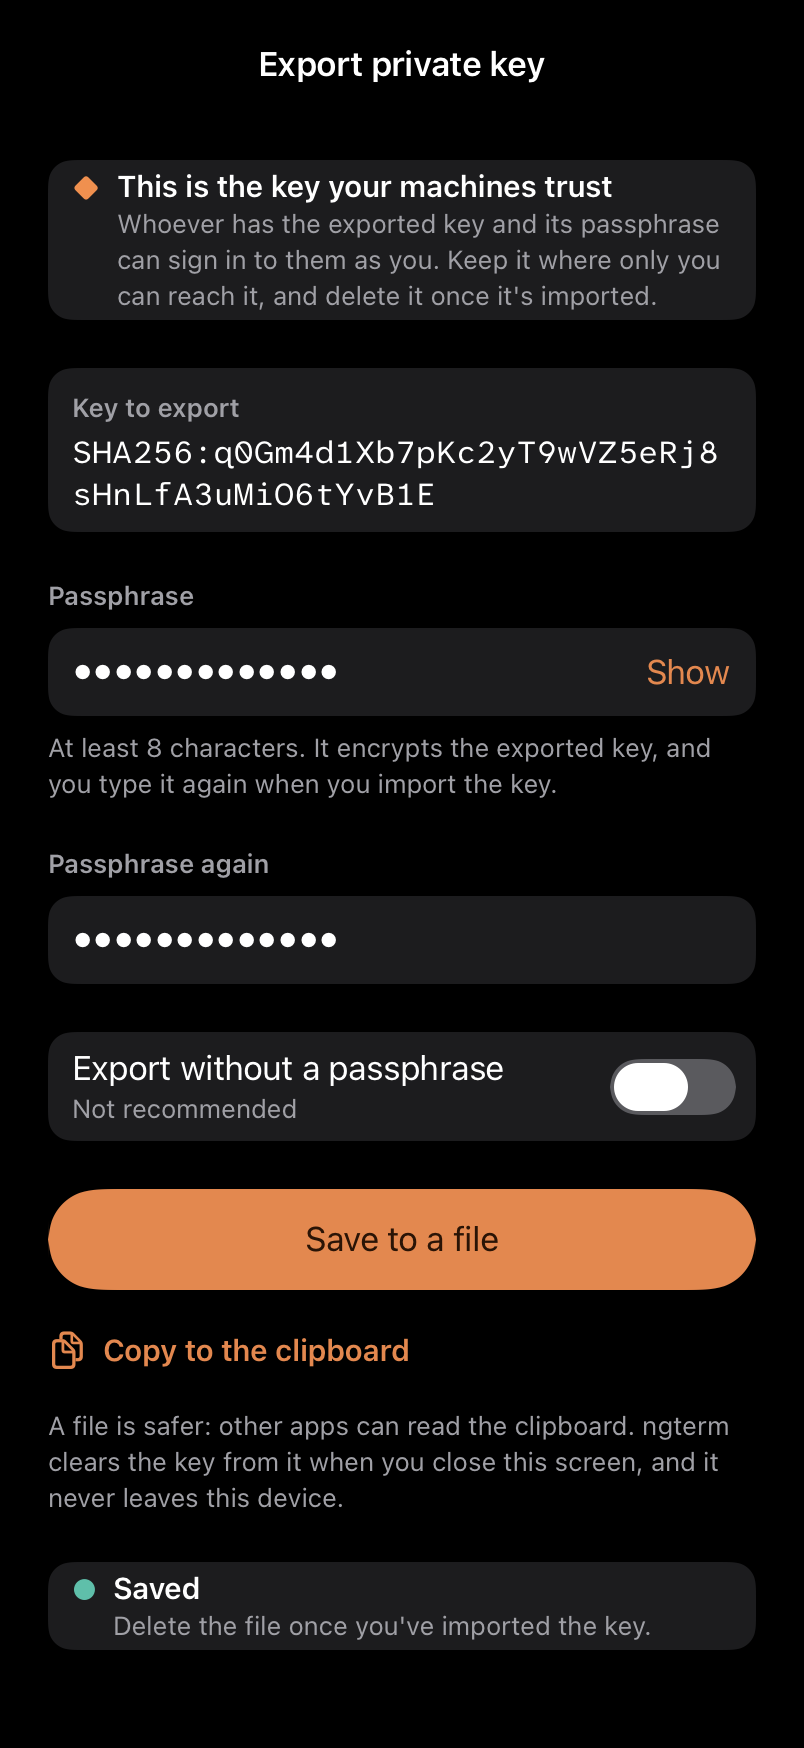 Export private key
This is the key your machines trust
Whoever has the exported key and its passphrase
can sign in to them as you. Keep it where only you
can reach it, and delete it once it's imported.
Key to export
SHA256:q0Gm4d1Xb7pKc2yT9wVZ5eRj8
sHnLfA3uMiO6tYvB1E
Passphrase
Show
At least 8 characters. It encrypts the exported key, and
you type it again when you import the key.
Passphrase again
Export without a passphrase
Not recommended
Save to a file
Copy to the clipboard
A file is safer: other apps can read the clipboard. ngterm
clears the key from it when you close this screen, and it
never leaves this device.
Saved
Delete the file once you've imported the key.